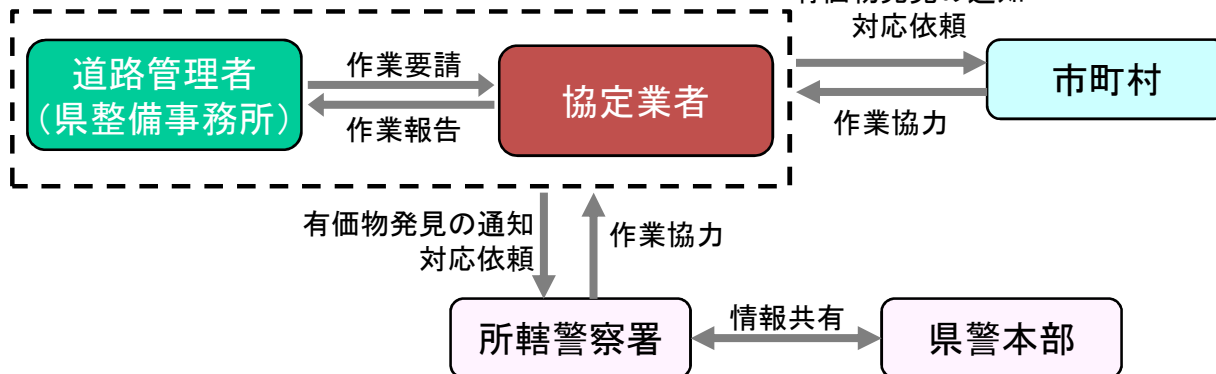 対応依頼
道路管理者
（県整備事務所）
作業要請
作業報告
協定業者
市町村
作業協力
有価物発見の通知
対応依頼
作業協力
所轄警察署
情報共有
県警本部